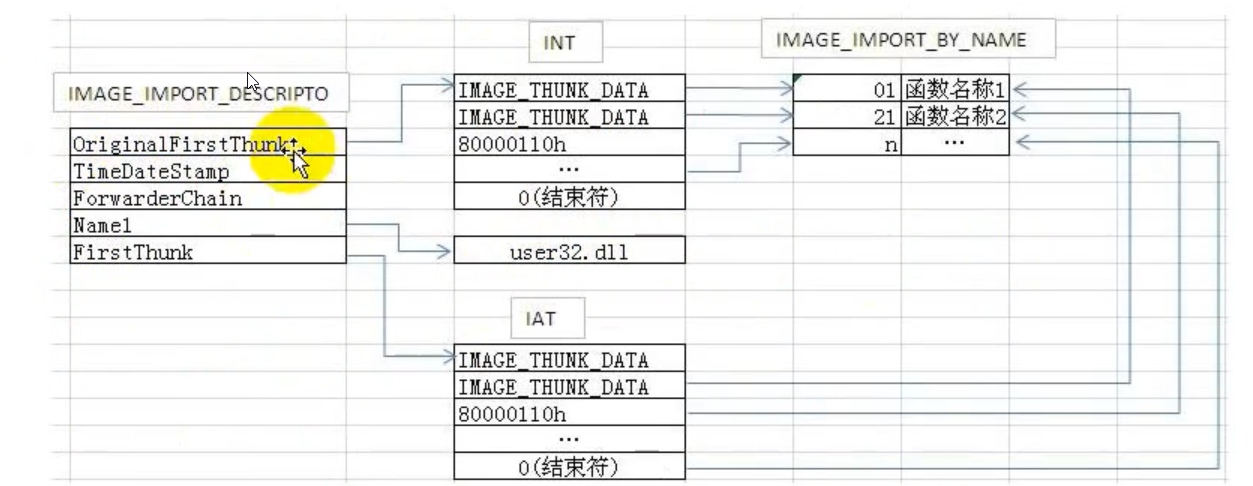 INT
IMAGE_IMPORT_BY_NAME
IMAGE_IMPORT_DESCRIPTO
OriginalFirstThunk
TimeDateStamp
ForwarderChain
Name1
FirstThunk
IMAGE_THUNK_DATA
IMAGE_THUNK_DATA
80000110h
...
0(结束符)
01 函数名称1
21 函数名称2
n ...
user32.dll
IAT
IMAGE_THUNK_DATA
IMAGE_THUNK_DATA
80000110h
...
0(结束符)